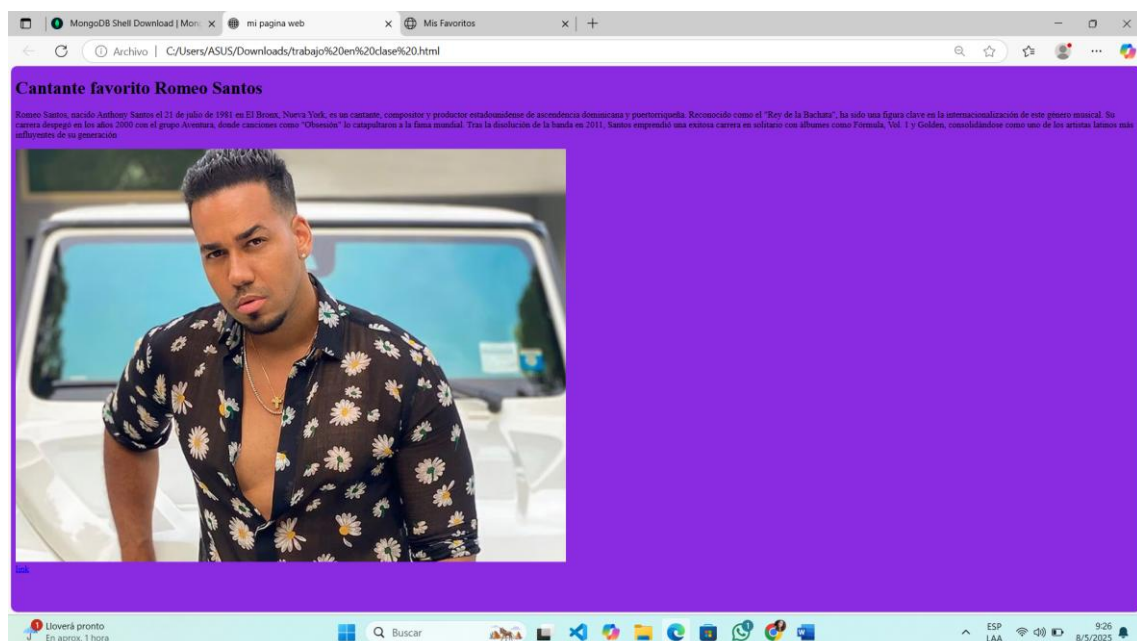 MongoDB Shell Download | Mon
mi pagina web
Mis Favoritos
Archivo | C:/Users/ASUS/Downloads/trabajo%20en%20clase%20.html
Cantante favorito Romeo Santos
Romeo Santos, nacido Anthony Santos el 21 de julio de 1981 en El Bronx, Nueva York, es un cantante, compositor y productor estadounidense de ascendencia dominicana y puertorriqueña. Reconocido como el "Rey de la Bachata", ha sido una figura clave en la internacionalización de este género musical. Su
carrera despegó en los años 2000 con el grupo Aventura, donde canciones como "Obsesión" lo catapultaron a la fama mundial. Tras la disolución de la banda en 2011, Santos emprendió una exitosa carrera en solitario con álbumes como Fórmula, Vol. 1 y Golden, consolidándose como uno de los artistas latinos más
influyentes de su generación
link
1
Lloverá pronto
En aprox. 1 hora
Buscar
ESP
LAA
9:26
8/5/2025